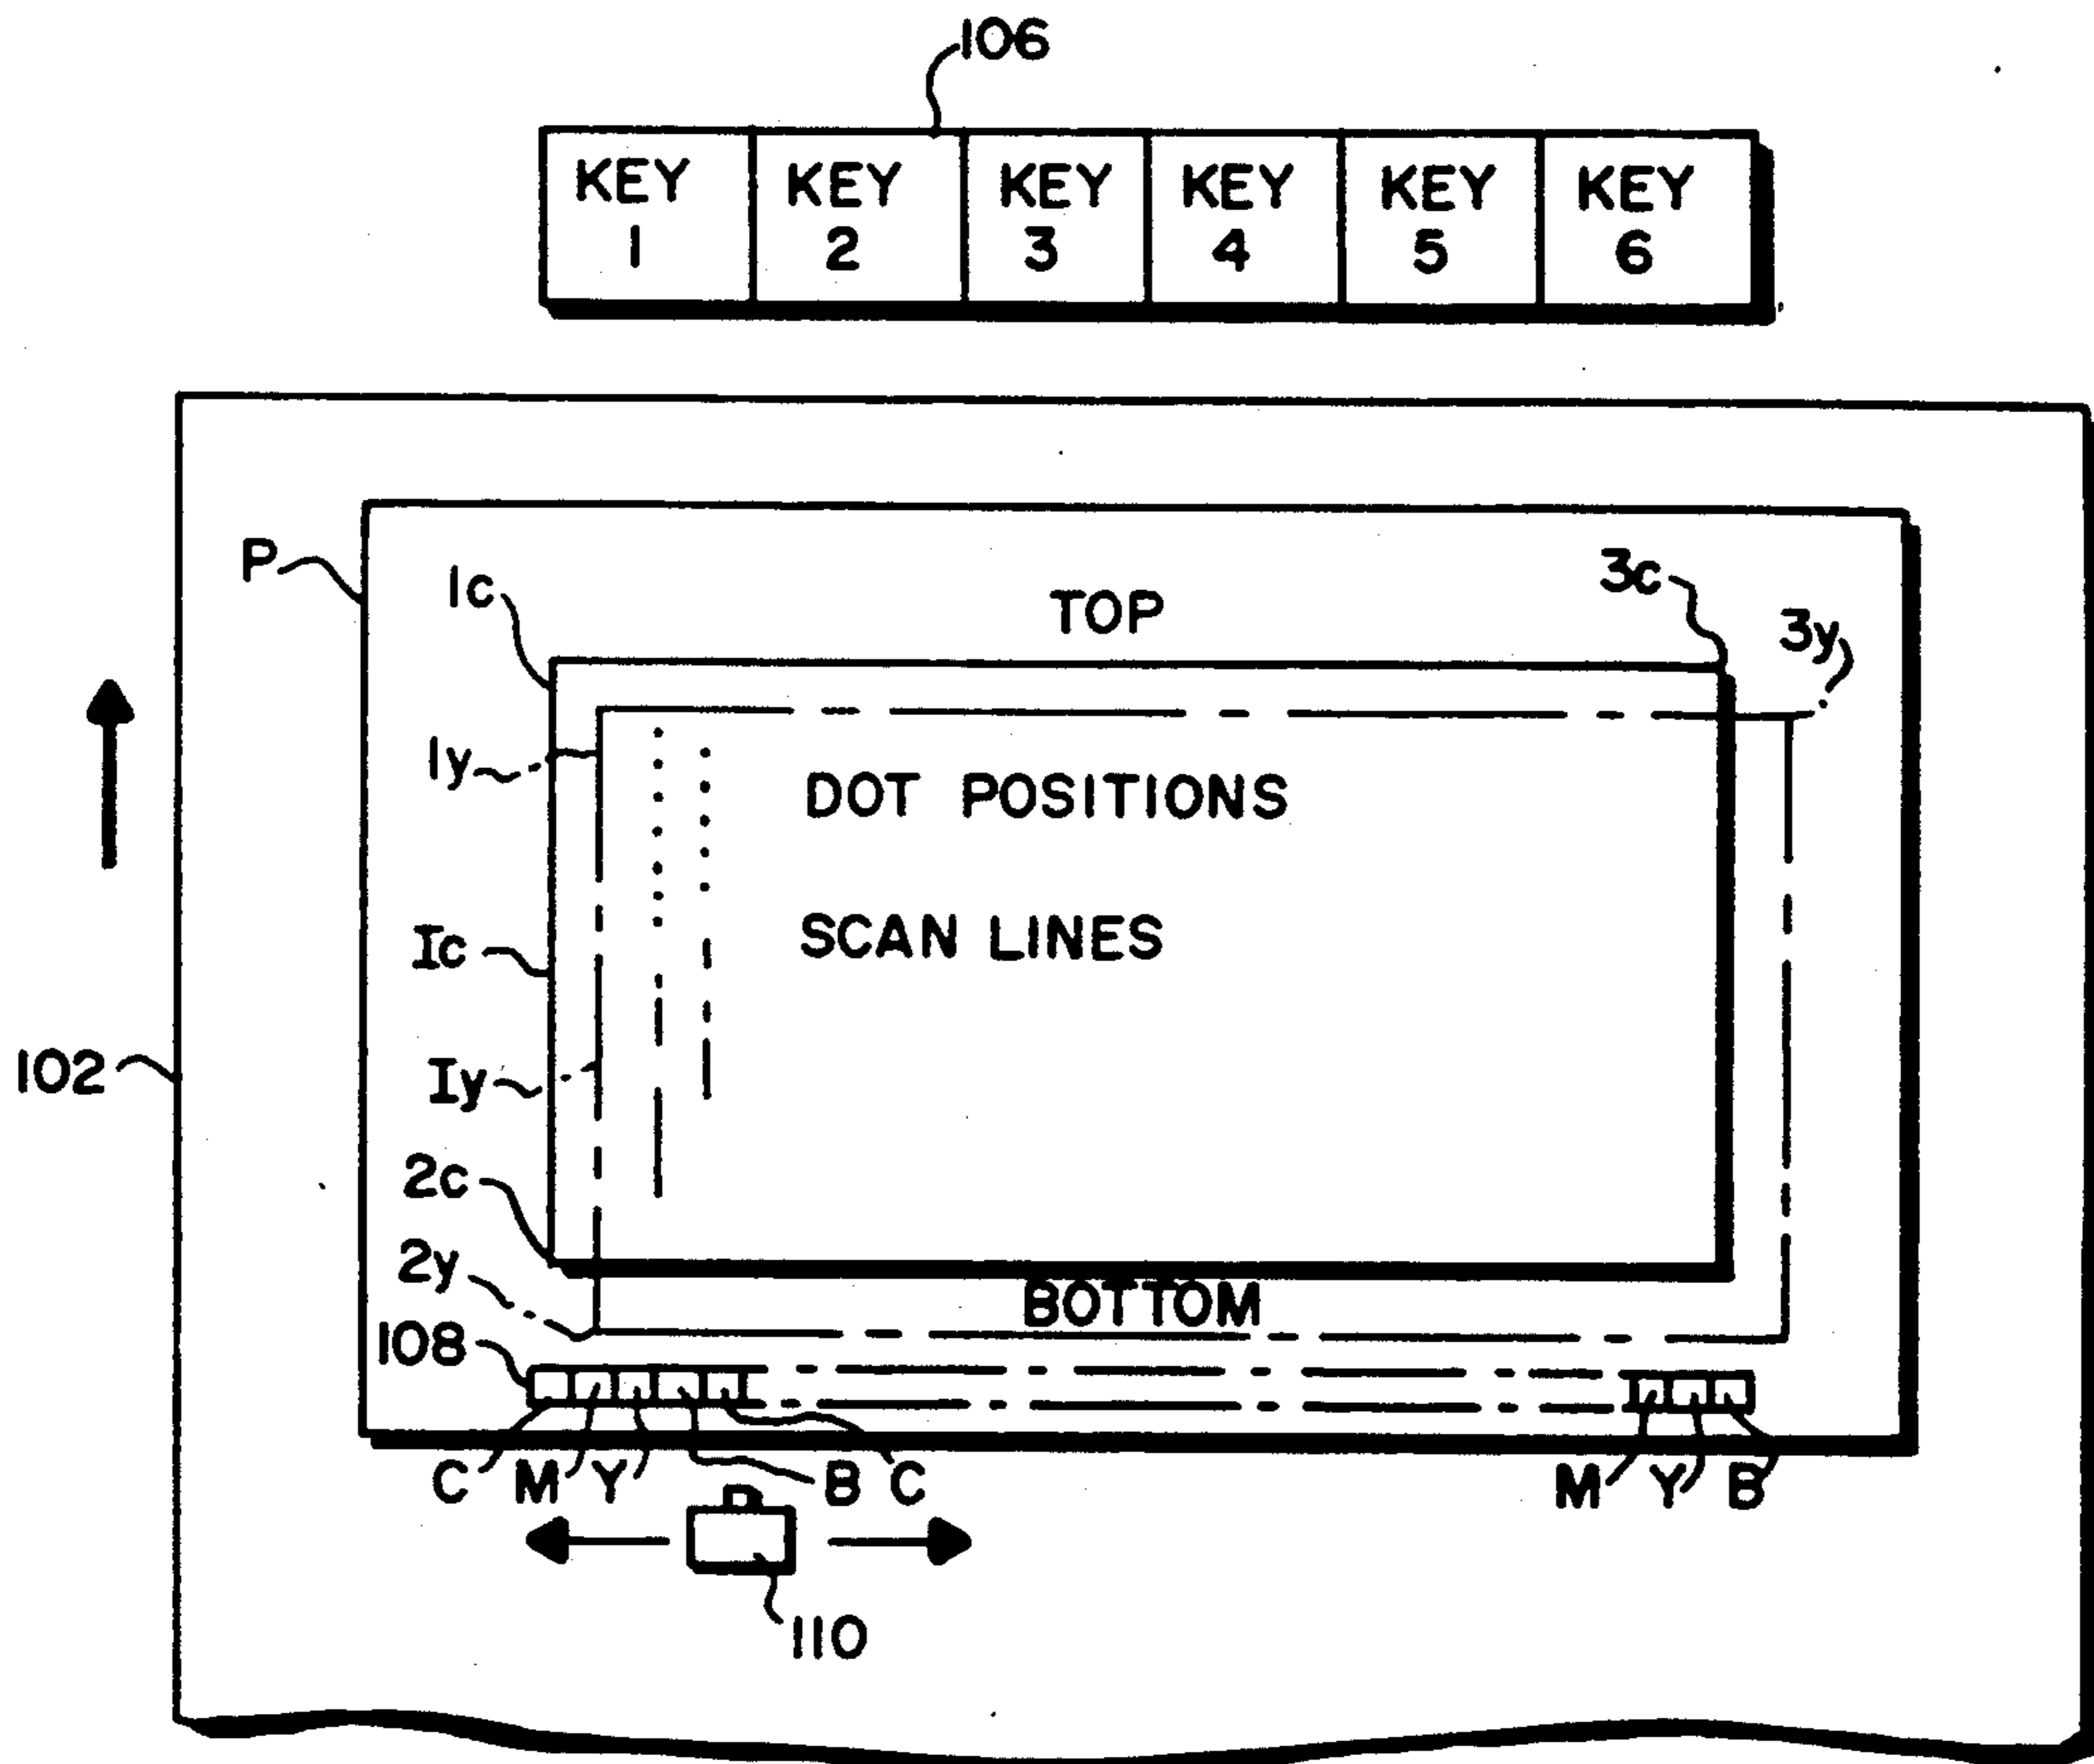 106
KEY 1
KEY 2
KEY 3
KEY 4
KEY 5
KEY 6
P
1c
TOP
3c
3y
1y
DOT POSITIONS
Ic
SCAN LINES
102
Iy
2c
2y
BOTTOM
108
C M Y B C M Y B
110